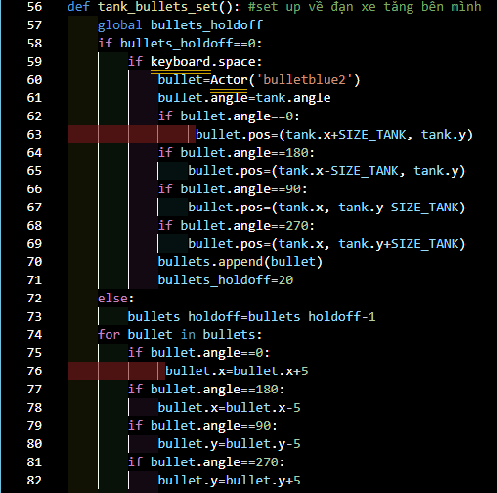 56 def tank_bullets_set(): #set up về đạn xe tăng bên mình
57     global bullets_holdoff
58     if bullets_holdoff==0:
59         if keyboard.space:
60             bullet=Actor('bulletblue2')
61             bullet.angle=tank.angle
62             if bullet.angle==0:
63                 bullet.pos=(tank.x+SIZE_TANK, tank.y)
64             if bullet.angle==180:
65                 bullet.pos=(tank.x-SIZE_TANK, tank.y)
66             if bullet.angle==90:
67                 bullet.pos=(tank.x, tank.y-SIZE_TANK)
68             if bullet.angle==270:
69                 bullet.pos=(tank.x, tank.y+SIZE_TANK)
70             bullets.append(bullet)
71             bullets_holdoff=20
72     else:
73         bullets_holdoff=bullets_holdoff-1
74     for bullet in bullets:
75         if bullet.angle==0:
76             bullet.x=bullet.x+5
77         if bullet.angle==180:
78             bullet.x=bullet.x-5
79         if bullet.angle==90:
80             bullet.y=bullet.y-5
81         if bullet.angle==270:
82             bullet.y=bullet.y+5